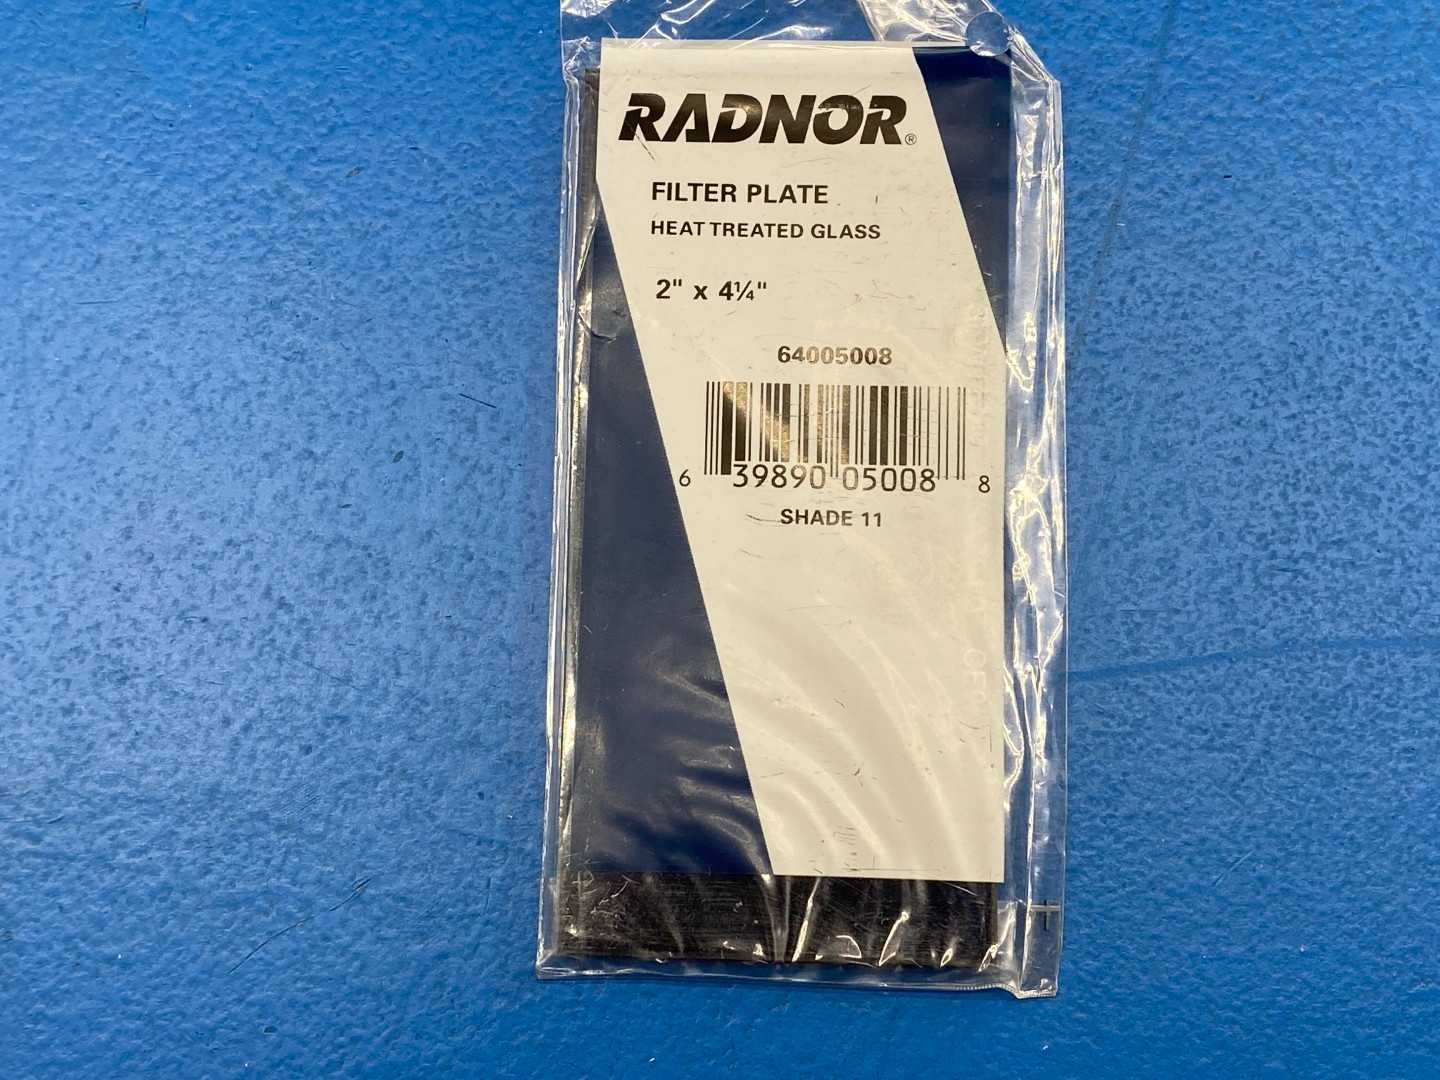 RADNOR®
FILTER PLATE
HEAT TREATED GLASS
2" x 4¼"
64005008
6 39890 05008 8
SHADE 11